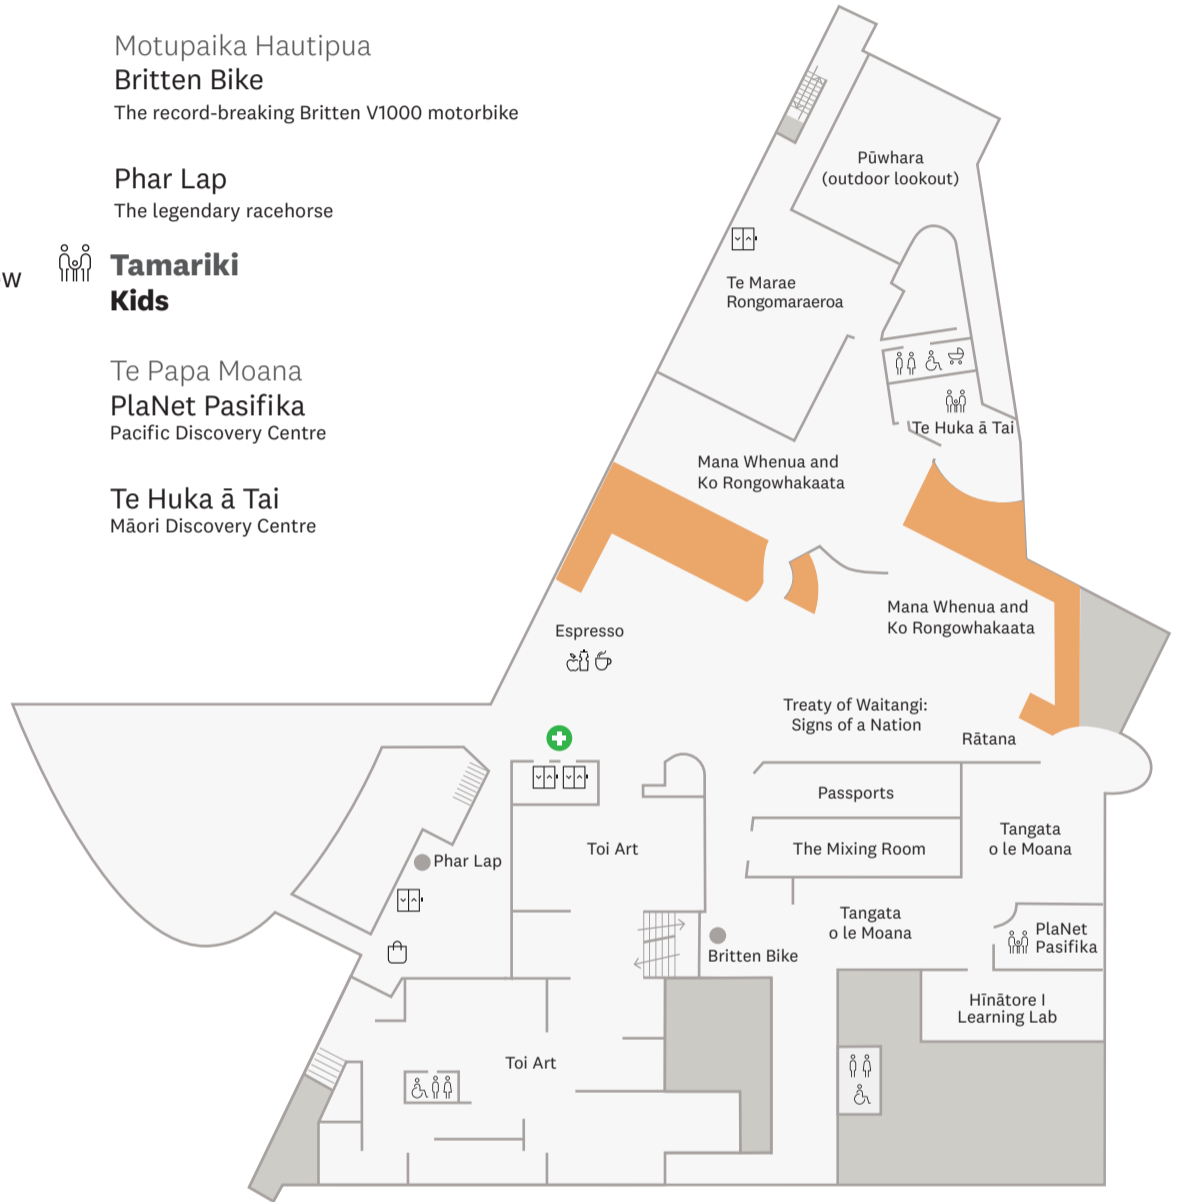 Motupaika Hautipua
Britten Bike
The record-breaking Britten V1000 motorbike
Phar Lap
The legendary racehorse
Tamariki
Kids
Te Papa Moana
PlaNet Pasifika
Pacific Discovery Centre
Te Huka ā Tai
Māori Discovery Centre
Pūwhara
(outdoor lookout)
Te Marae
Rongomaraeroa
Te Huka ā Tai
Mana Whenua and
Ko Rongowhakaata
Mana Whenua and
Ko Rongowhakaata
Espresso
Treaty of Waitangi:
Signs of a Nation
Rātana
Passports
The Mixing Room
Tangata
o le Moana
Toi Art
Phar Lap
Tangata
o le Moana
PlaNet
Pasifika
Britten Bike
Hīnātore I
Learning Lab
Toi Art